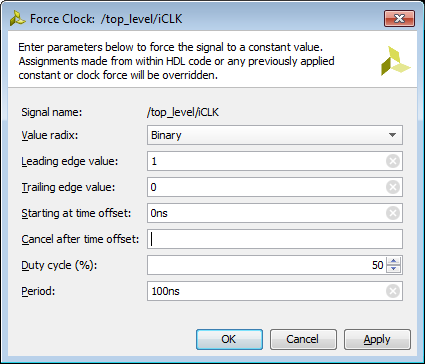 Force Clock: /top_level/iCLK
Enter parameters below to force the signal to a constant value.
Assignments made from within HDL code or any previously applied
constant or clock force will be overridden.
Signal name: /top_level/iCLK
Value radix: Binary
Leading edge value: 1
Trailing edge value: 0
Starting at time offset: 0ns
Cancel after time offset:
Duty cycle (%): 50
Period: 100ns
OK Cancel Apply